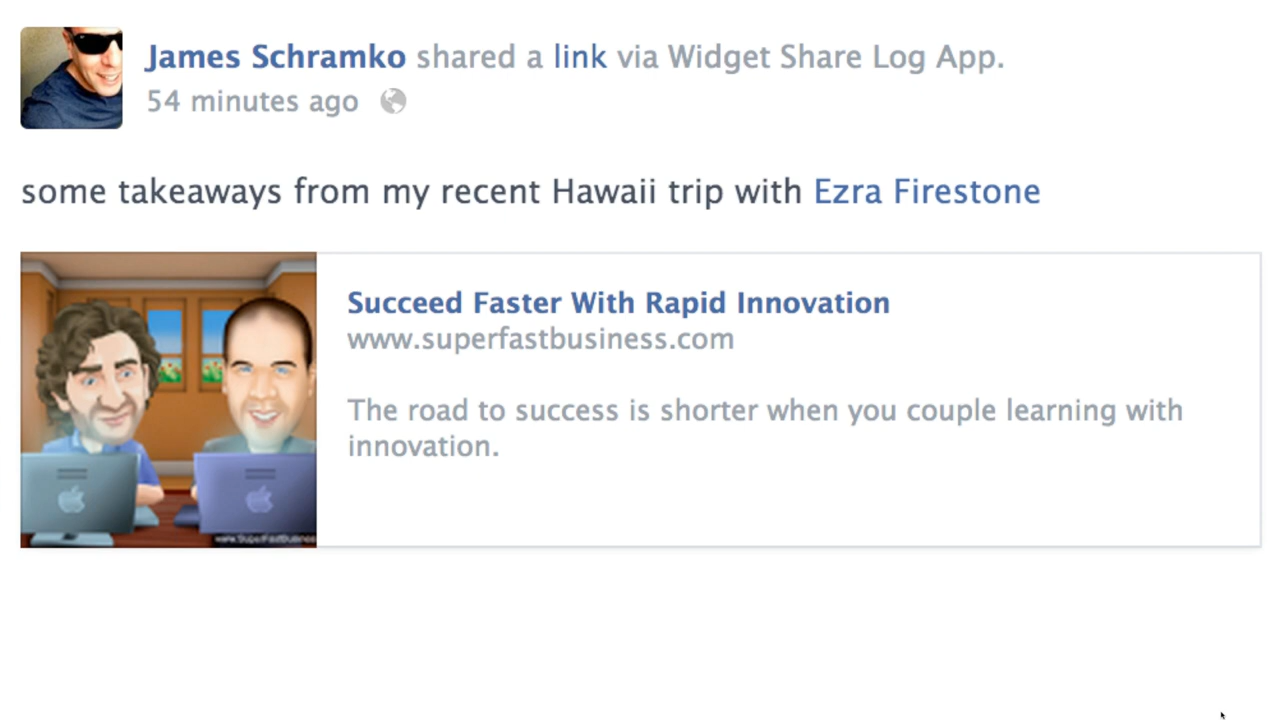 James Schramko shared a link via Widget Share Log App.
54 minutes ago
some takeaways from my recent Hawaii trip with Ezra Firestone
Succeed Faster With Rapid Innovation
www.superfastbusiness.com
The road to success is shorter when you couple learning with
innovation.
www.SuperFastBusiness